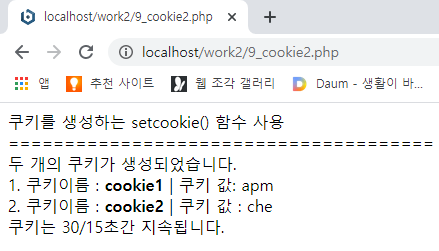 localhost/work2/9_cookie2.php
localhost/work2/9_cookie2.php
앱 추천 사이트 웹 조각 갤러리 Daum - 생활이 바...
쿠키를 생성하는 setcookie() 함수 사용
======================================
두 개의 쿠키가 생성되었습니다.
1. 쿠키이름 : cookie1 | 쿠키 값: apm
2. 쿠키이름 : cookie2 | 쿠키 값 : che
쿠키는 30/15초간 지속됩니다.